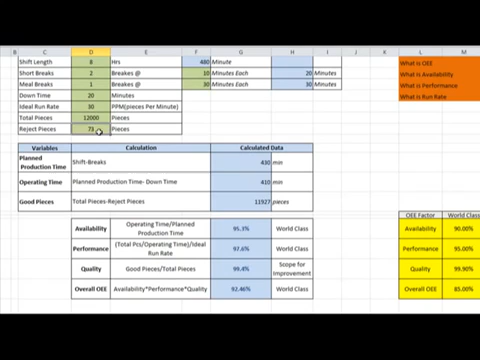 B C D E F G H I J K L M
Shift Length 8 Hrs 480 Minute What is OEE
Short Breaks 2 Breakes @ 10 Minutes Each 20 Minutes What is Availability
Meal Breaks 1 Breakes @ 30 Minutes Each 30 Minutes What is Performance
Down Time 20 Minutes What is Run Rate
Ideal Run Rate 30 PPM(pieces Per Minute)
Total Pieces 12000 Pieces
Reject Pieces 73 Pieces
Variables Calculation Calculated Data
Planned Production Time Shift-Breaks 430 min
Operating Time Planned Production Time- Down Time 410 min
Good Pieces Total Pieces-Reject Pieces 11927 pieces
OEE Factor World Class
Availability Operating Time/Planned Production Time 95.3% World Class Availability 90.00%
Performance (Total Pcs/Operating Time)/Ideal Run Rate 97.6% World Class Performance 95.00%
Quality Good Pieces/Total Pieces 99.4% Scope for Improvement Quality 99.90%
Overall OEE Availability*Performance*Quality 92.46% World Class Overall OEE 85.00%